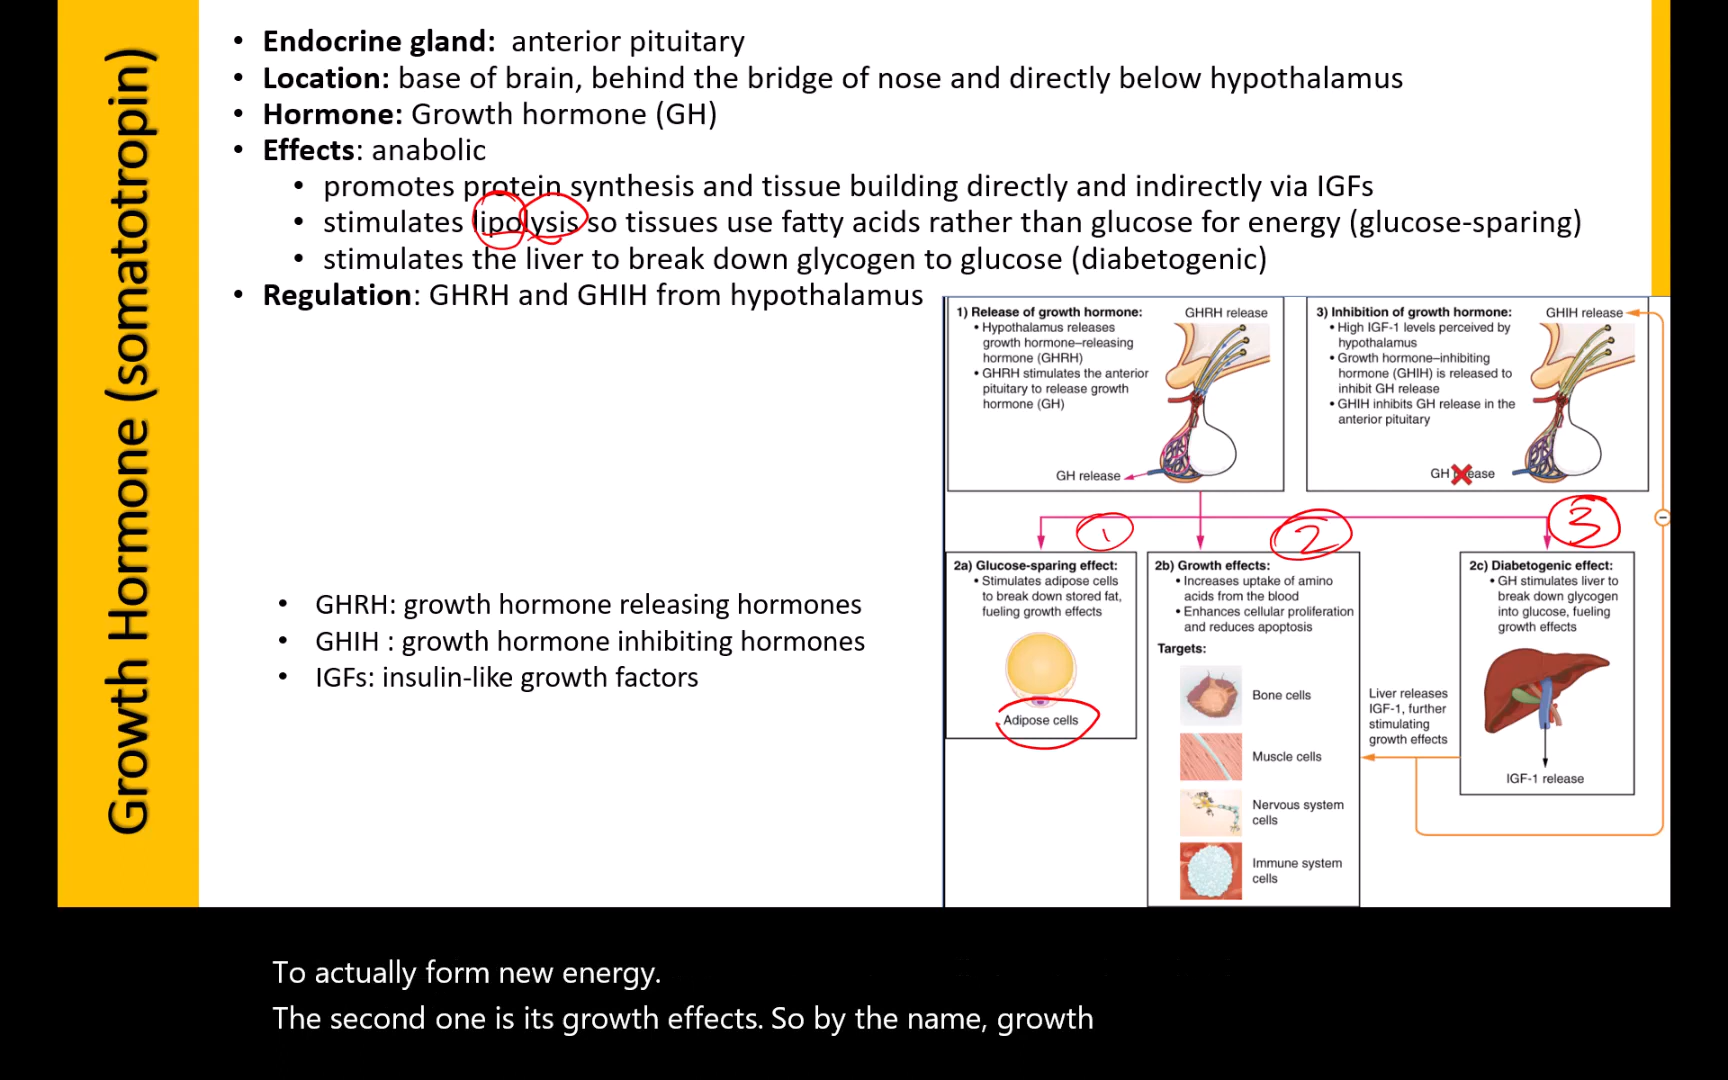 Growth Hormone (somatotropin)
• Endocrine gland: anterior pituitary
• Location: base of brain, behind the bridge of nose and directly below hypothalamus
• Hormone: Growth hormone (GH)
• Effects: anabolic
• promotes protein synthesis and tissue building directly and indirectly via IGFs
• stimulates lipolysis so tissues use fatty acids rather than glucose for energy (glucose-sparing)
• stimulates the liver to break down glycogen to glucose (diabetogenic)
• Regulation: GHRH and GHIH from hypothalamus
• GHRH: growth hormone releasing hormones
• GHIH : growth hormone inhibiting hormones
• IGFs: insulin-like growth factors
1) Release of growth hormone:
• Hypothalamus releases
growth hormone–releasing
hormone (GHRH)
• GHRH stimulates the anterior
pituitary to release growth
hormone (GH)
GHRH release
GH release
3) Inhibition of growth hormone:
• High IGF-1 levels perceived by
hypothalamus
• Growth hormone–inhibiting
hormone (GHIH) is released to
inhibit GH release
• GHIH inhibits GH release in the
anterior pituitary
GHIH release
GH release
1
2
3
−
2a) Glucose-sparing effect:
• Stimulates adipose cells
to break down stored fat,
fueling growth effects
Adipose cells
2b) Growth effects:
• Increases uptake of amino
acids from the blood
• Enhances cellular proliferation
and reduces apoptosis
Targets:
Bone cells
Muscle cells
Nervous system
cells
Immune system
cells
Liver releases
IGF-1, further
stimulating
growth effects
2c) Diabetogenic effect:
• GH stimulates liver to
break down glycogen
into glucose, fueling
growth effects
IGF-1 release
To actually form new energy.
The second one is its growth effects. So by the name, growth